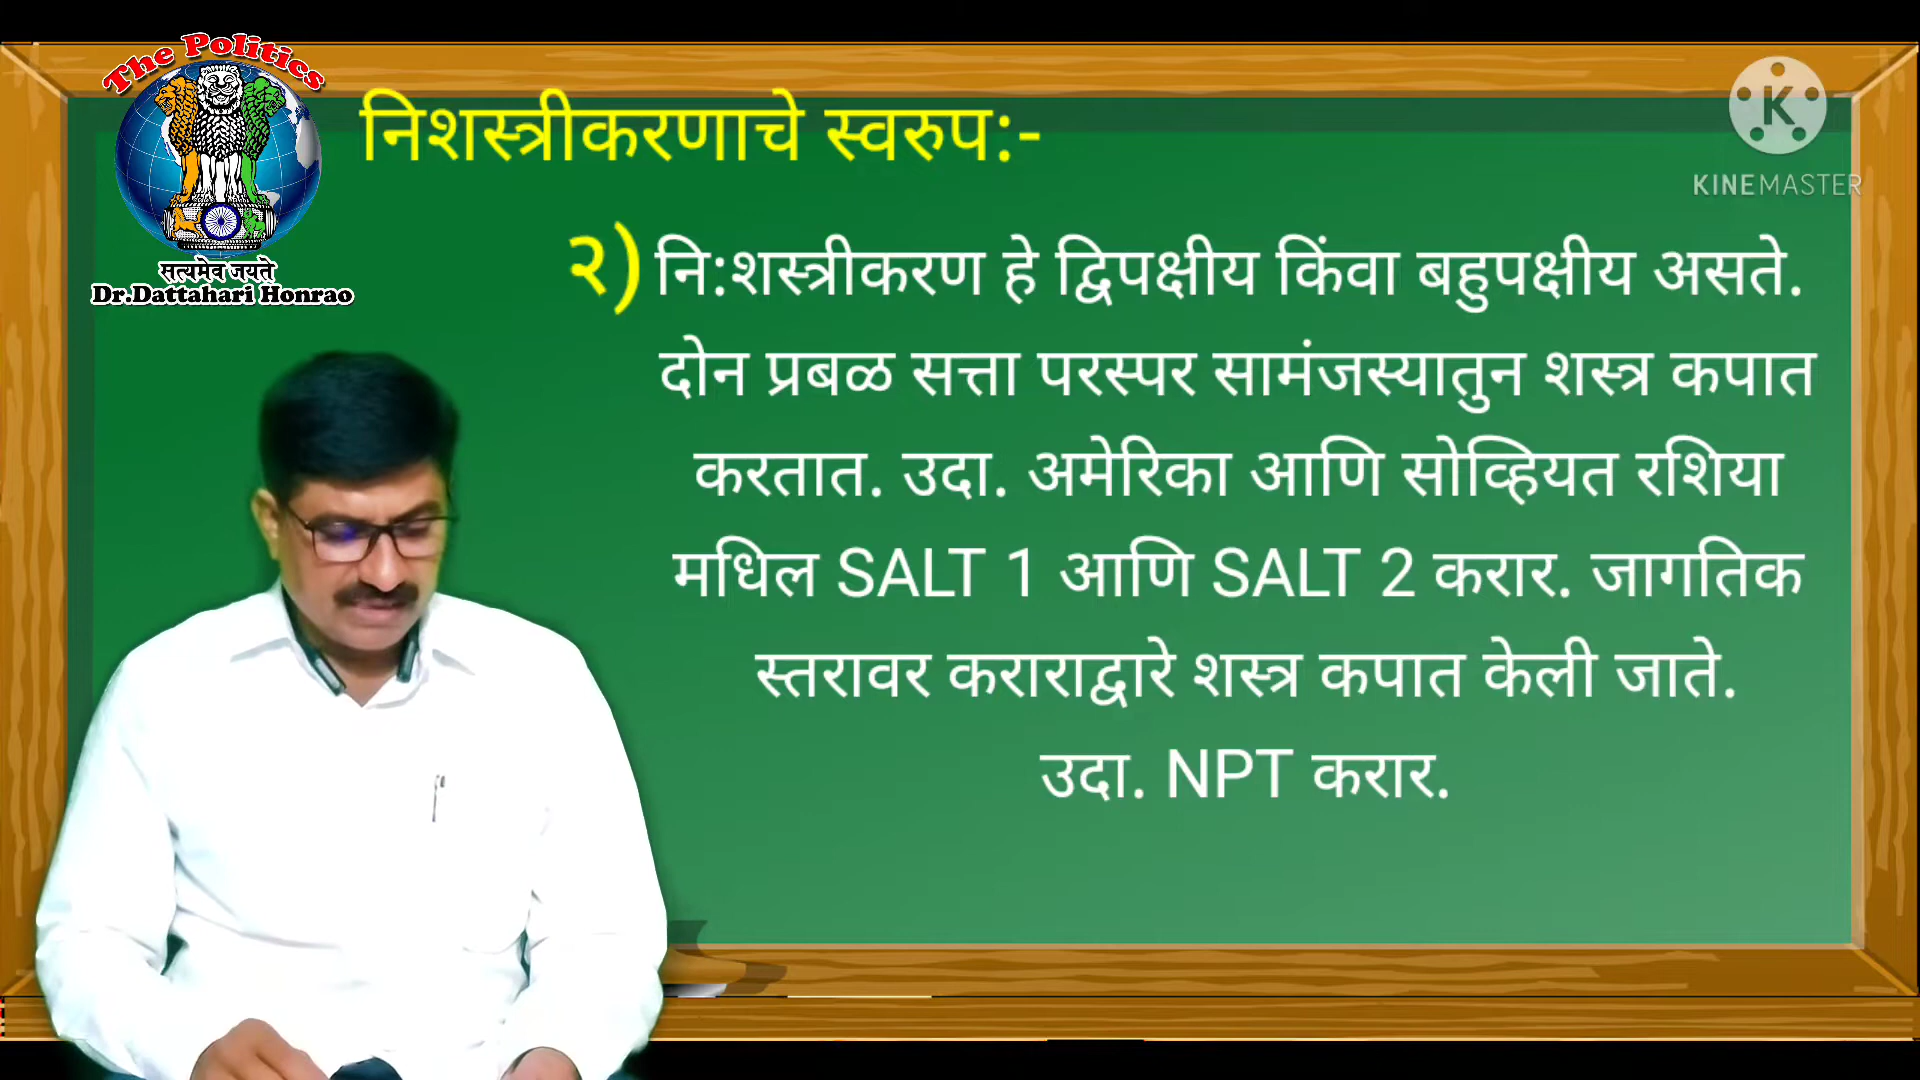 The Politics
सत्यमेव जयते
Dr.Dattahari Honrao
KINEMASTER
निशस्त्रीकरणाचे स्वरुप:-
२) नि:शस्त्रीकरण हे द्विपक्षीय किंवा बहुपक्षीय असते.
दोन प्रबळ सत्ता परस्पर सामंजस्यातुन शस्त्र कपात
करतात. उदा. अमेरिका आणि सोव्हियत रशिया
मधिल SALT 1 आणि SALT 2 करार. जागतिक
स्तरावर कराराद्वारे शस्त्र कपात केली जाते.
उदा. NPT करार.